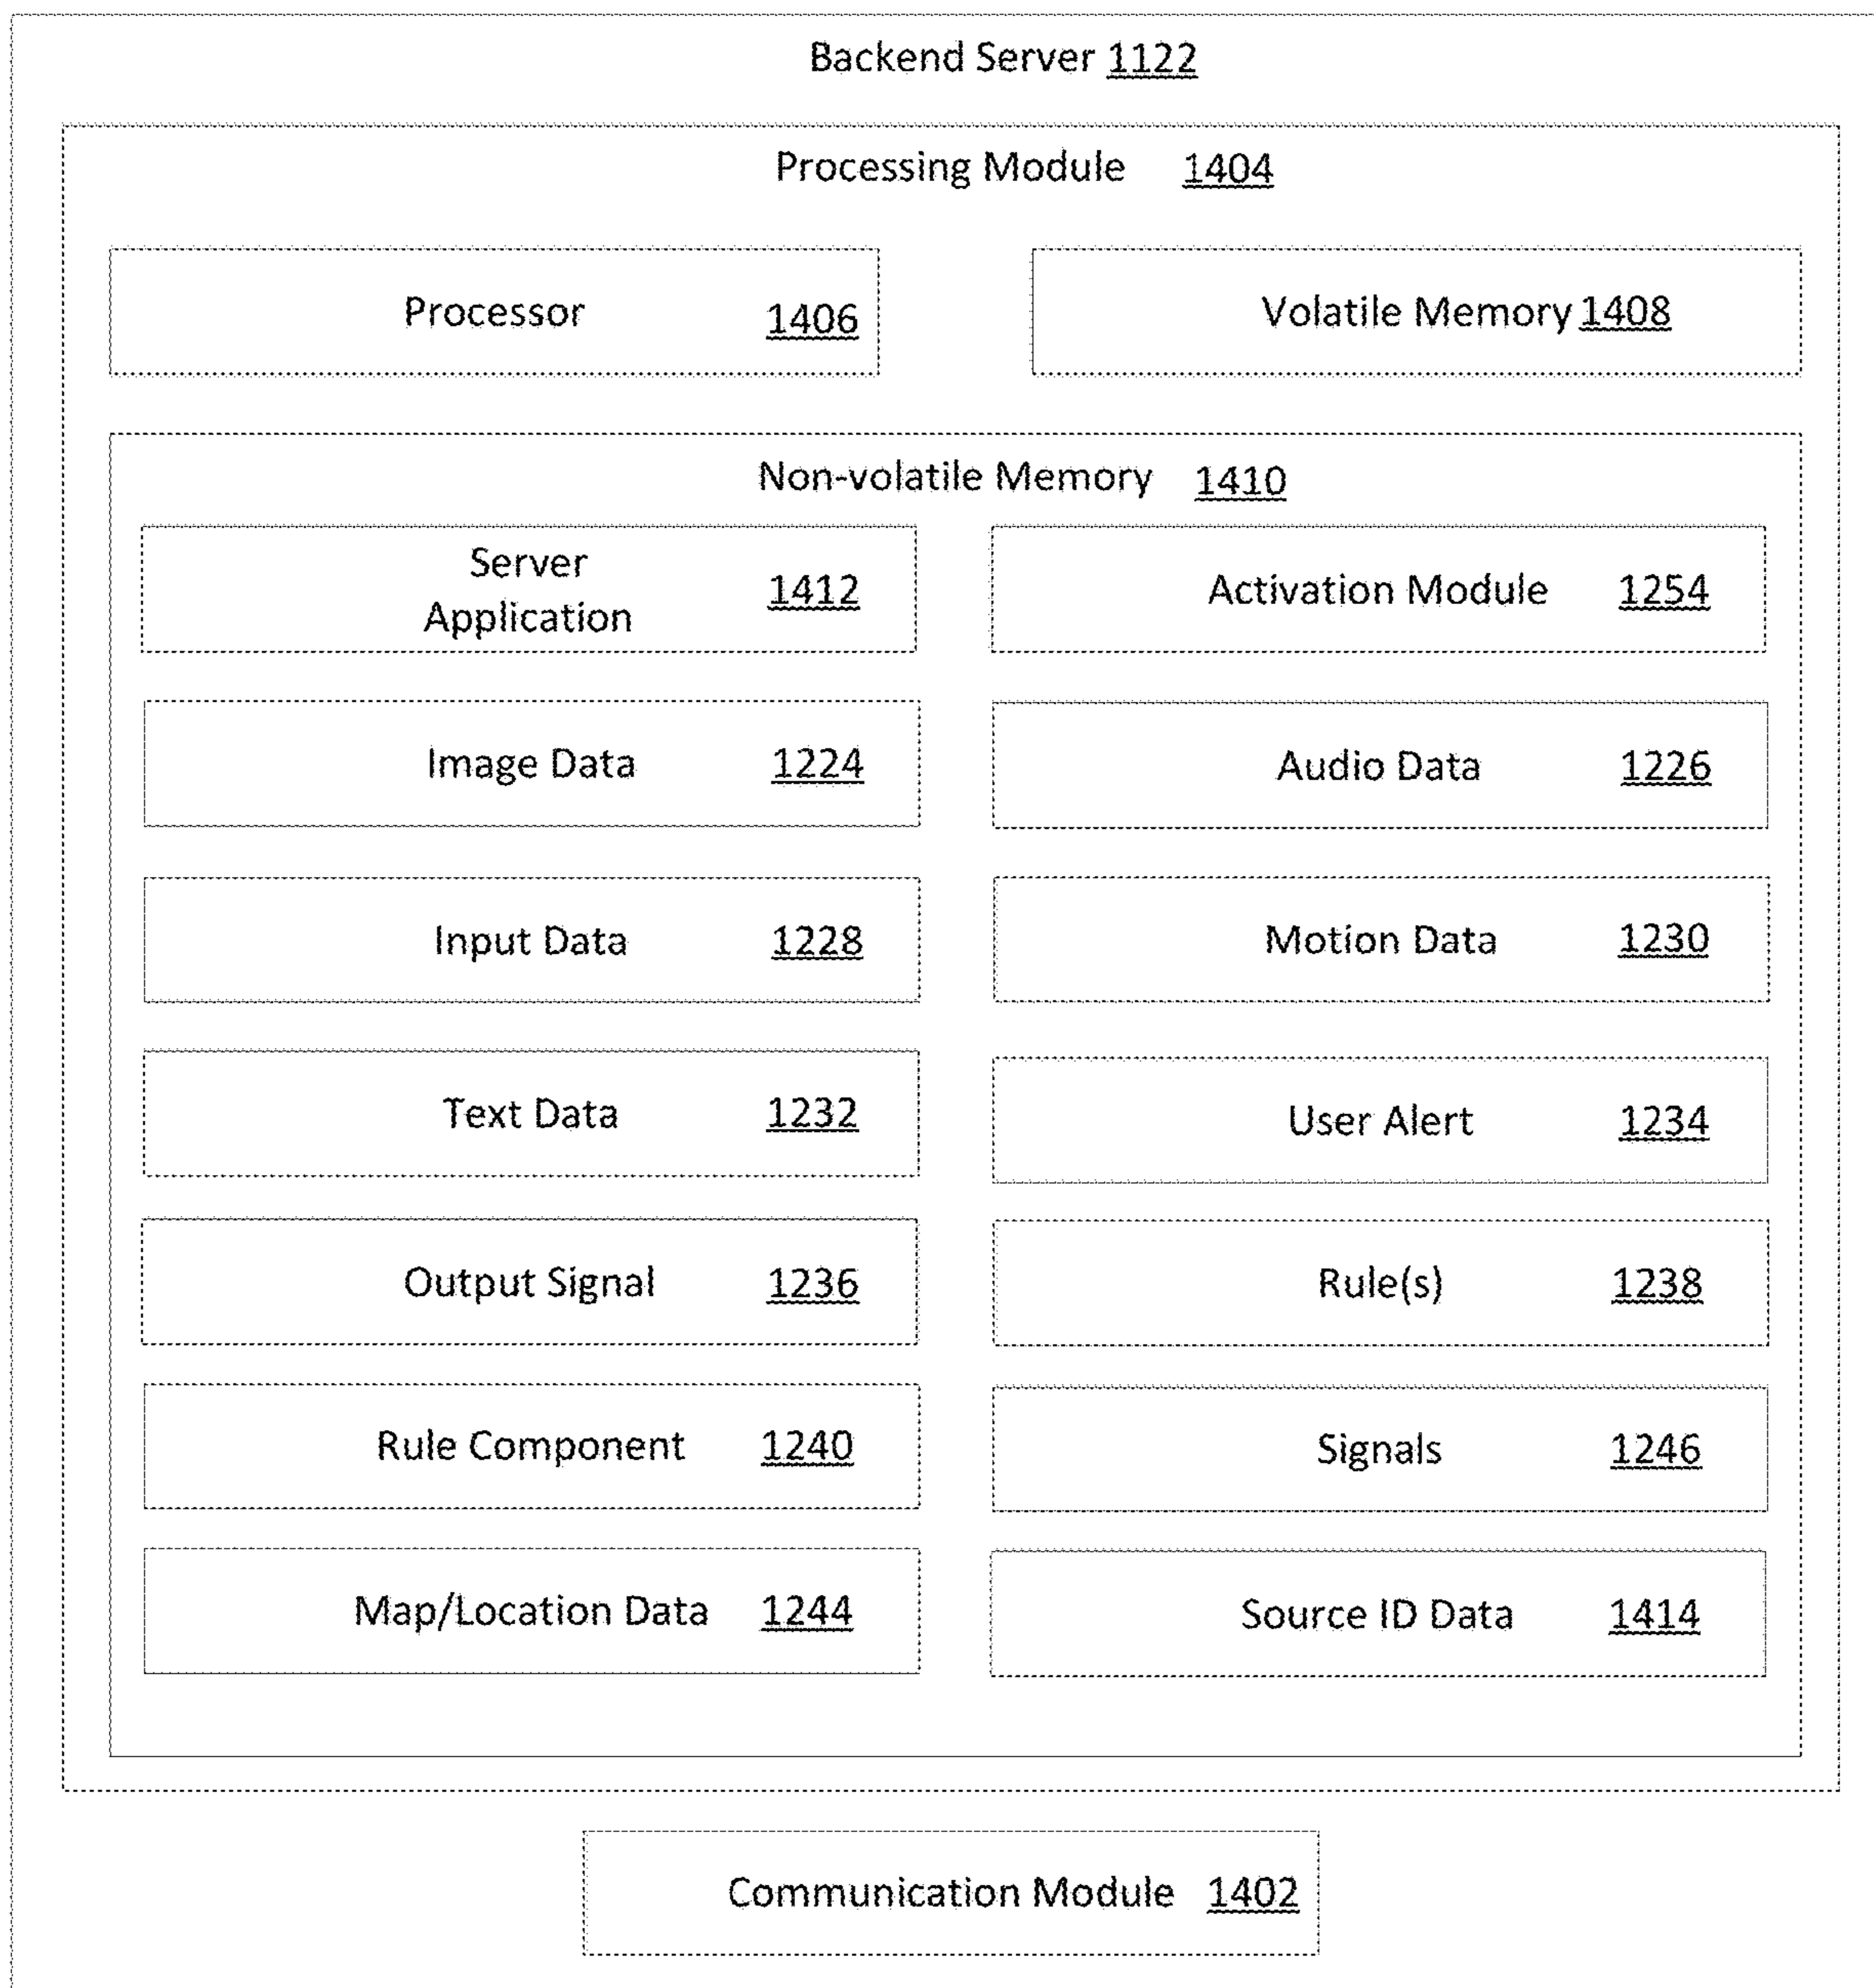 Backend Server 1122
Processing Module 1404
Processor 1406
Volatile Memory 1408
Non-volatile Memory 1410
Server
Application 1412
Activation Module 1254
Image Data 1224
Audio Data 1226
Input Data 1228
Motion Data 1230
Text Data 1232
User Alert 1234
Output Signal 1236
Rule(s) 1238
Rule Component 1240
Signals 1246
Map/Location Data 1244
Source ID Data 1414
Communication Module 1402